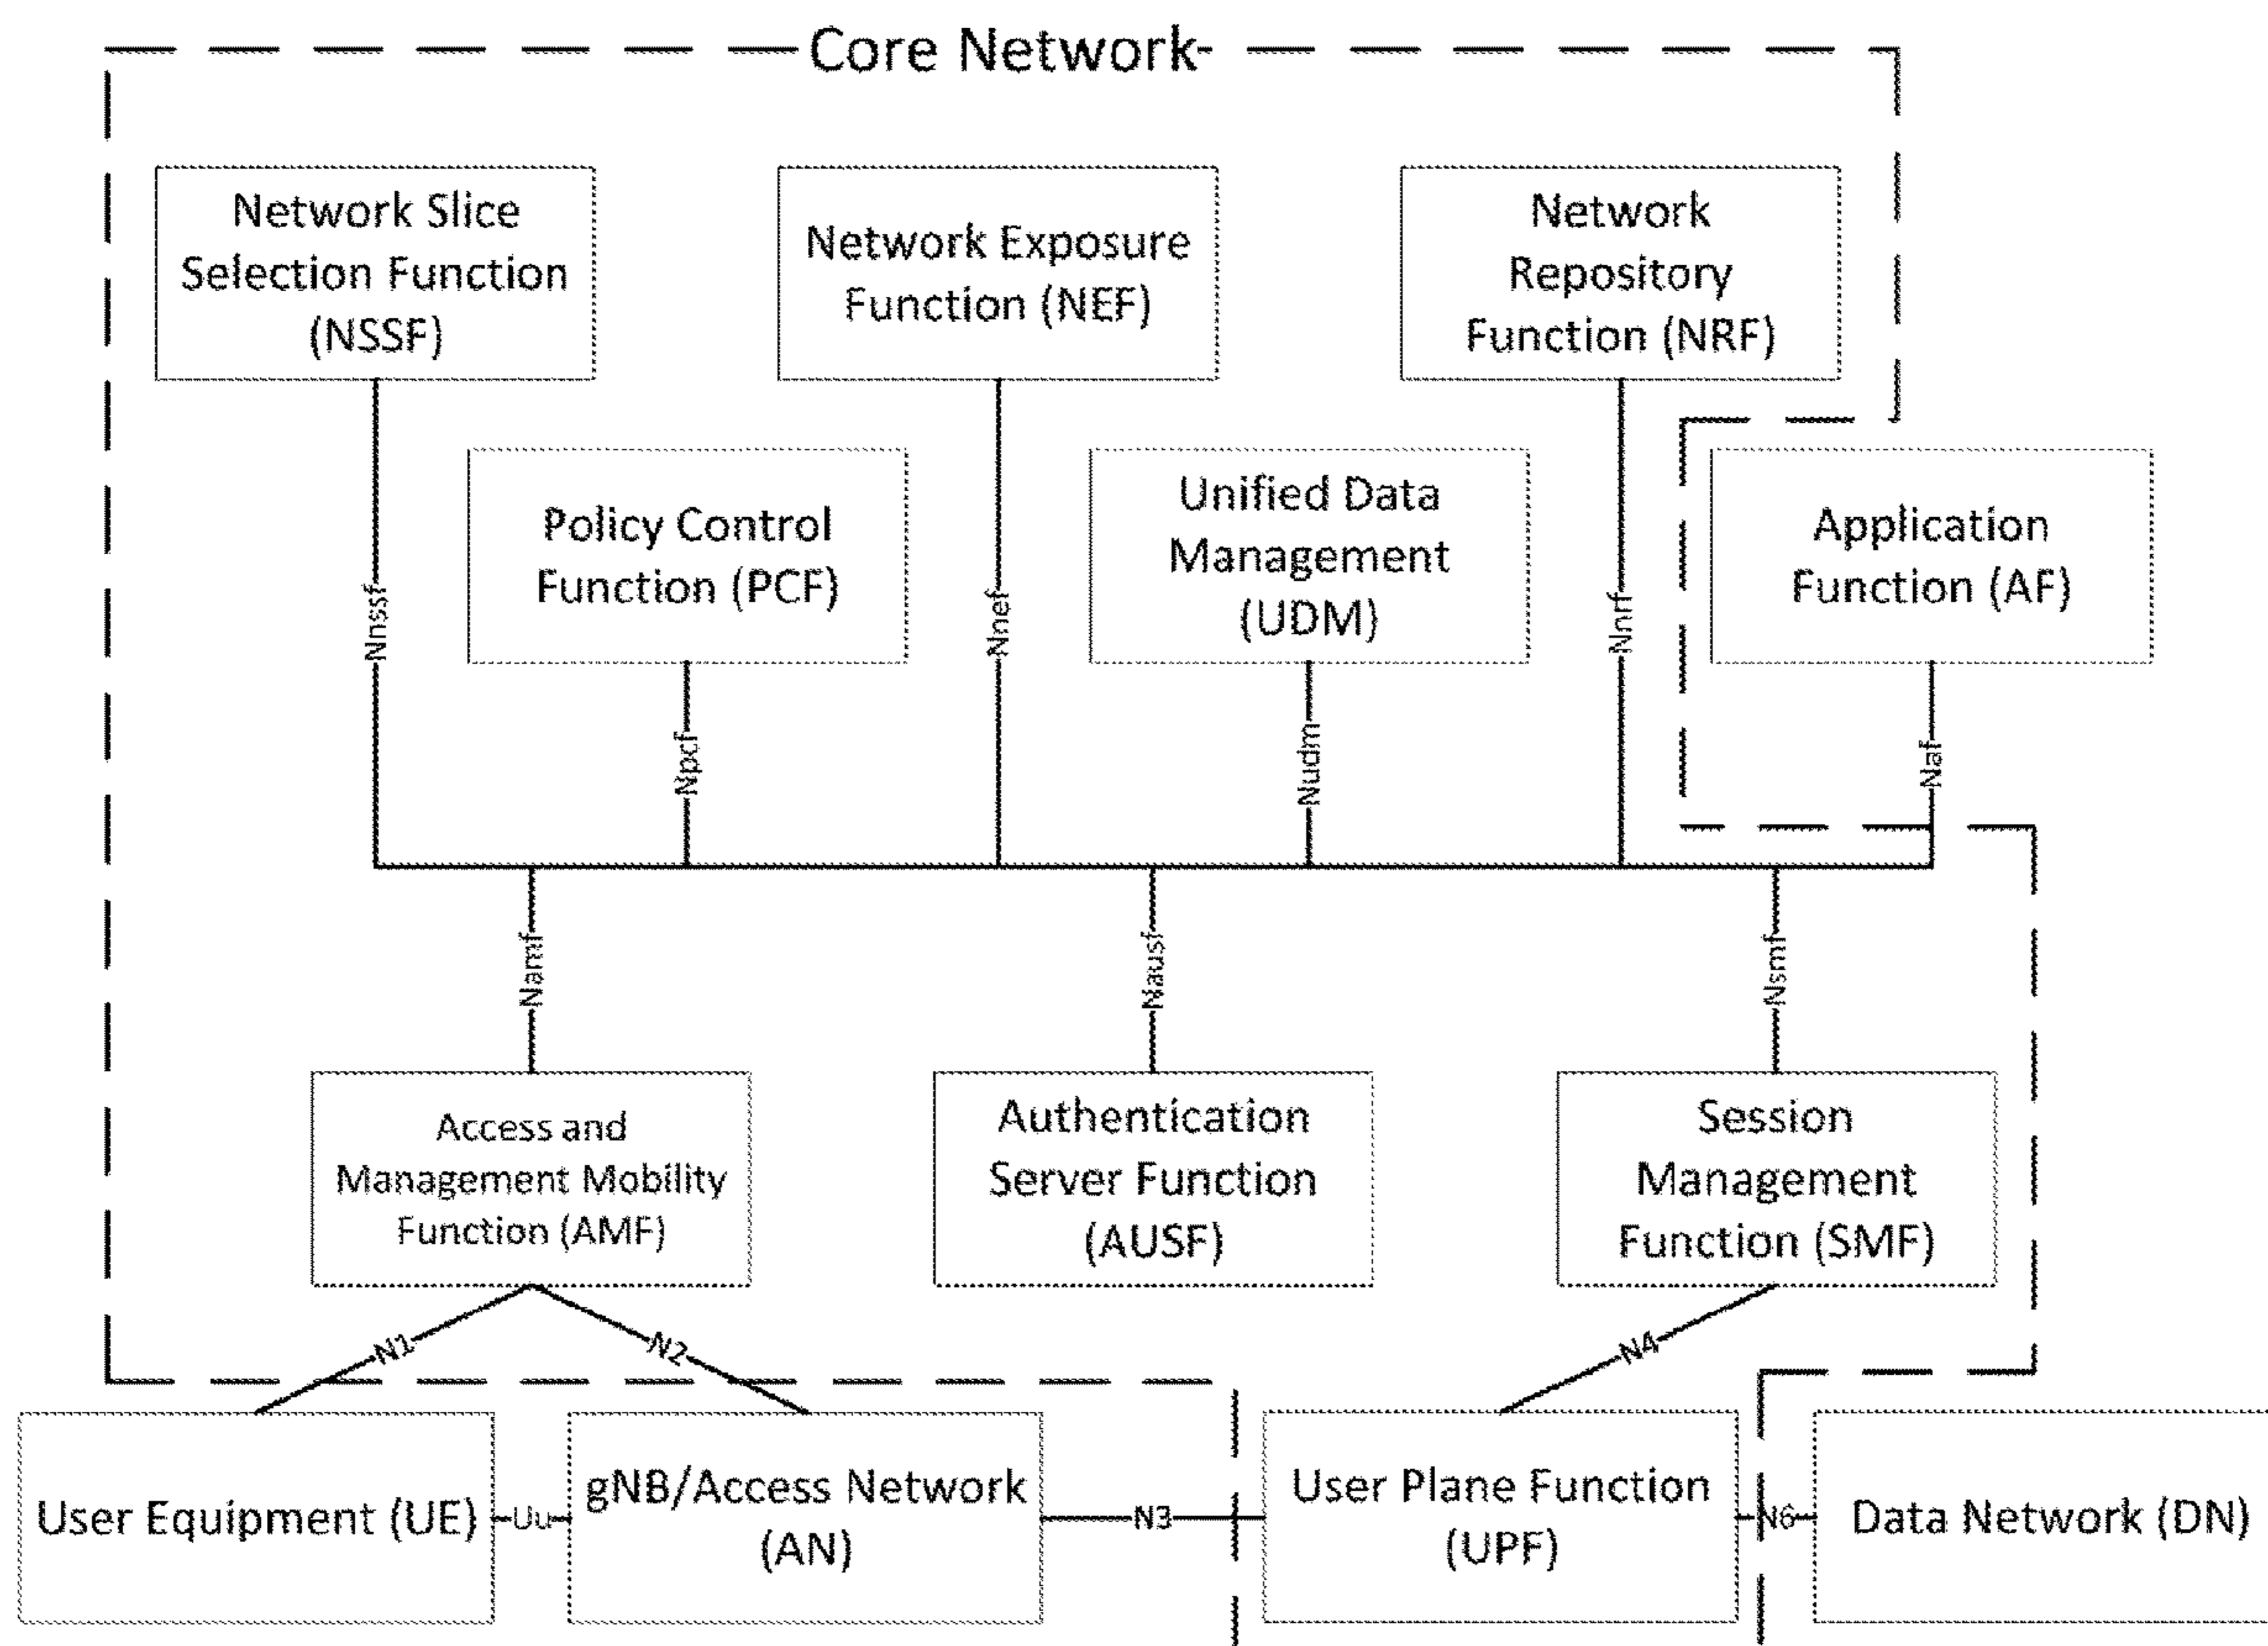 Core Network
Network Slice
Selection Function
(NSSF)
Network Exposure
Function (NEF)
Network
Repository
Function (NRF)
Policy Control
Function (PCF)
Unified Data
Management
(UDM)
Application
Function (AF)
Nnssf
Npcf
Nnef
Nudm
Nnrf
Naf
Namf
Nausf
Nsmf
Access and
Management Mobility
Function (AMF)
Authentication
Server Function
(AUSF)
Session
Management
Function (SMF)
N1
N2
N4
User Equipment (UE)
Uu
gNB/Access Network
(AN)
N3
User Plane Function
(UPF)
N6
Data Network (DN)